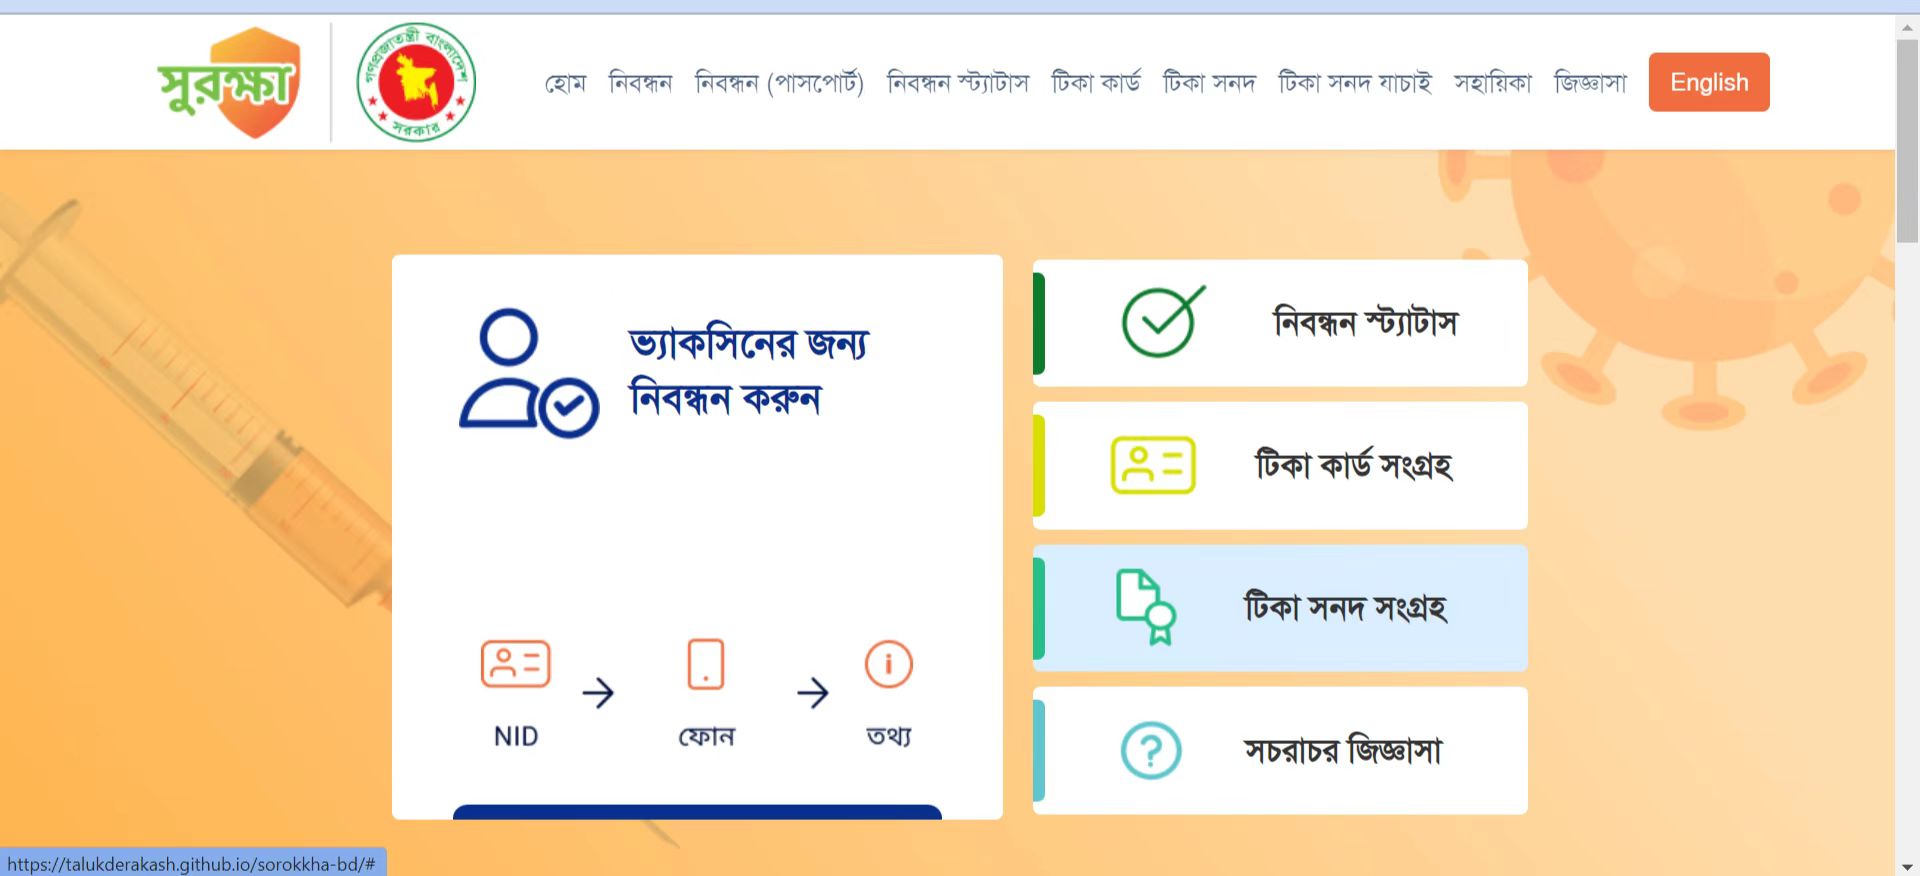 সুরক্ষা
গণপ্রজাতন্ত্রী বাংলাদেশ
সরকার
হোম নিবন্ধন নিবন্ধন (পাসপোর্ট) নিবন্ধন স্ট্যাটাস টিকা কার্ড টিকা সনদ টিকা সনদ যাচাই সহায়িকা জিজ্ঞাসা English
ভ্যাকসিনের জন্য
নিবন্ধন করুন
NID
ফোন
তথ্য
নিবন্ধন স্ট্যাটাস
টিকা কার্ড সংগ্রহ
টিকা সনদ সংগ্রহ
সচরাচর জিজ্ঞাসা
https://talukderakash.github.io/sorokkha-bd/#